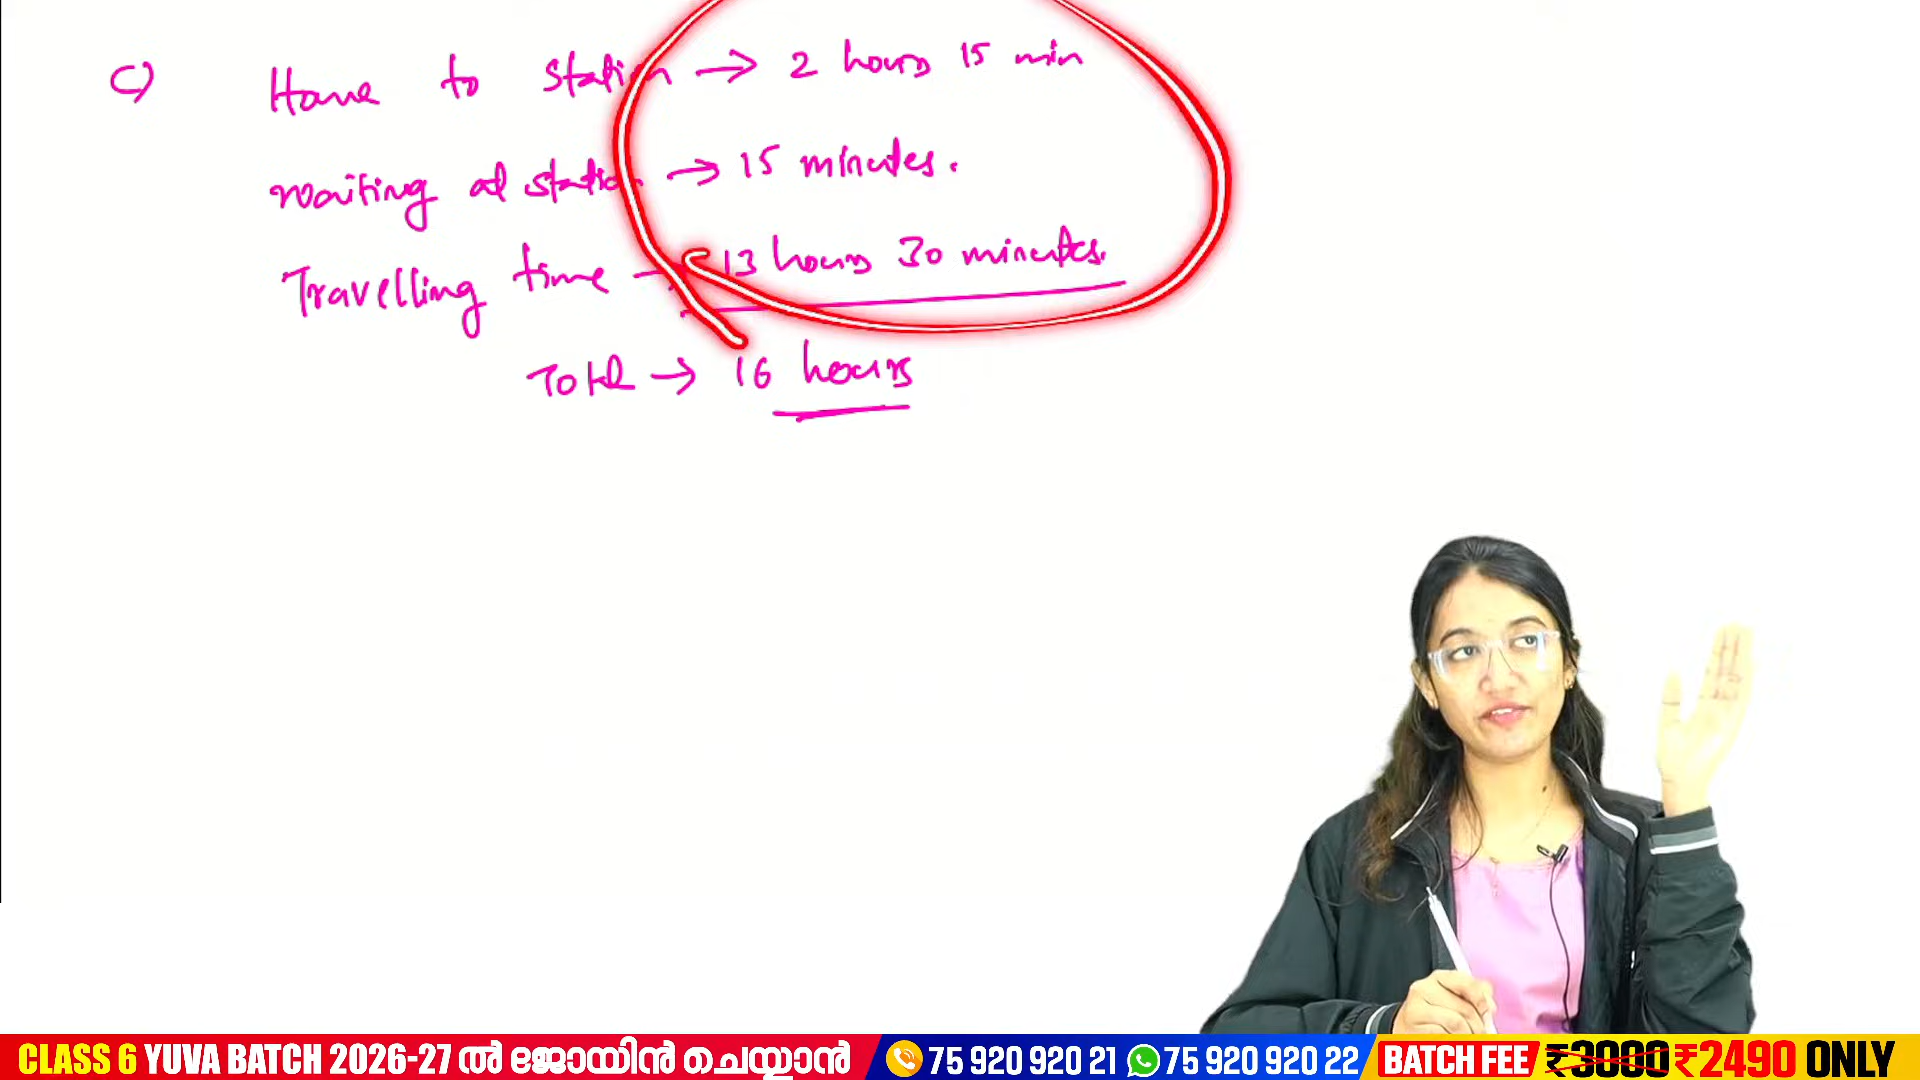 C) Home to station → 2 hours 15 min
waiting at station → 15 minutes.
Travelling time → 13 hours 30 minutes.
Total → 16 hours
CLASS 6 YUVA BATCH 2026-27 ൽ ജോയിൻ ചെയ്യാൻ 75 920 920 21 75 920 920 22 BATCH FEE ₹3000 ₹2490 ONLY